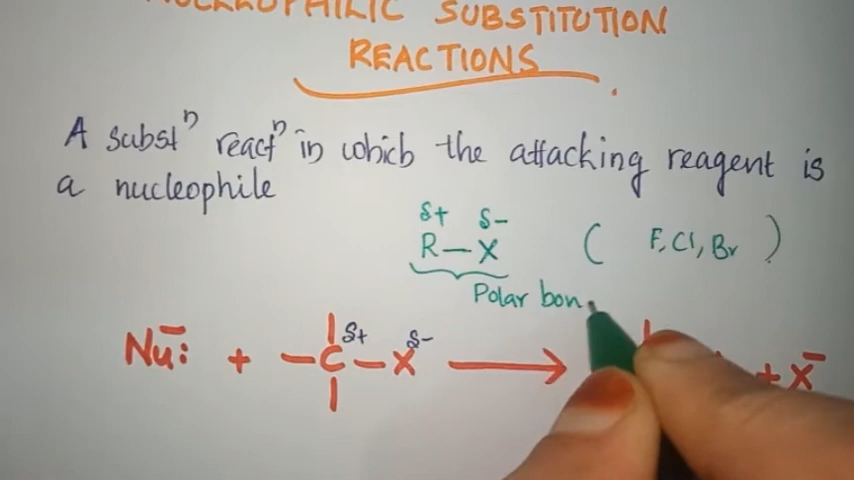 SUBSTITUTION
REACTIONS
A substⁿ reactⁿ in which the attacking reagent is
a nucleophile
δ+ δ-
R-X ( F, Cl, Br )
Polar bon
Nu:⁻ + -C-X ⟶ + X⁻
δ+ δ-